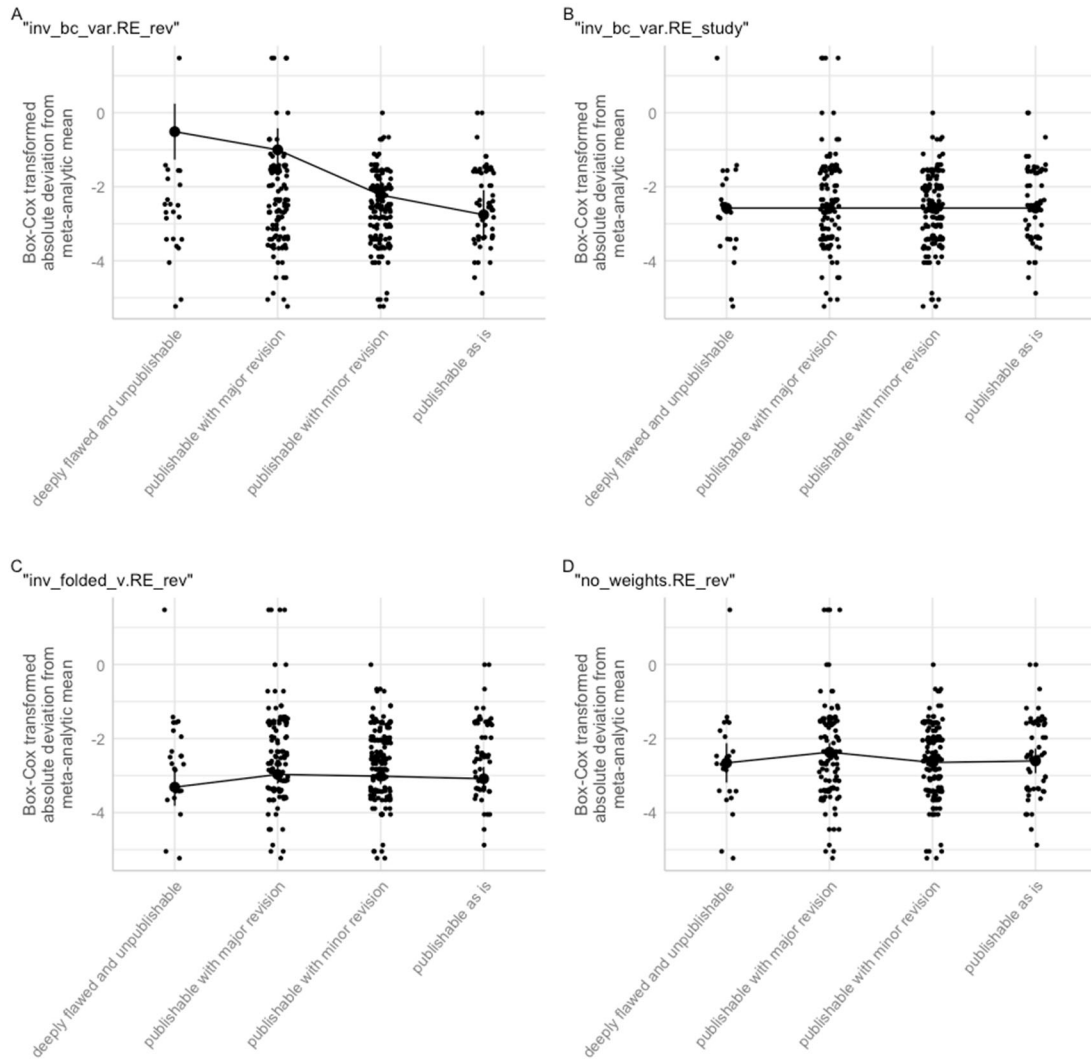 A
"inv_bc_var.RE_rev"
Box-Cox transformed
absolute deviation from
meta-analytic mean
0
-2
-4
deeply flawed and unpublishable
publishable with major revision
publishable with minor revision
publishable as is
B
"inv_bc_var.RE_study"
Box-Cox transformed
absolute deviation from
meta-analytic mean
0
-2
-4
deeply flawed and unpublishable
publishable with major revision
publishable with minor revision
publishable as is
C
"inv_folded_v.RE_rev"
Box-Cox transformed
absolute deviation from
meta-analytic mean
0
-2
-4
deeply flawed and unpublishable
publishable with major revision
publishable with minor revision
publishable as is
D
"no_weights.RE_rev"
Box-Cox transformed
absolute deviation from
meta-analytic mean
0
-2
-4
deeply flawed and unpublishable
publishable with major revision
publishable with minor revision
publishable as is